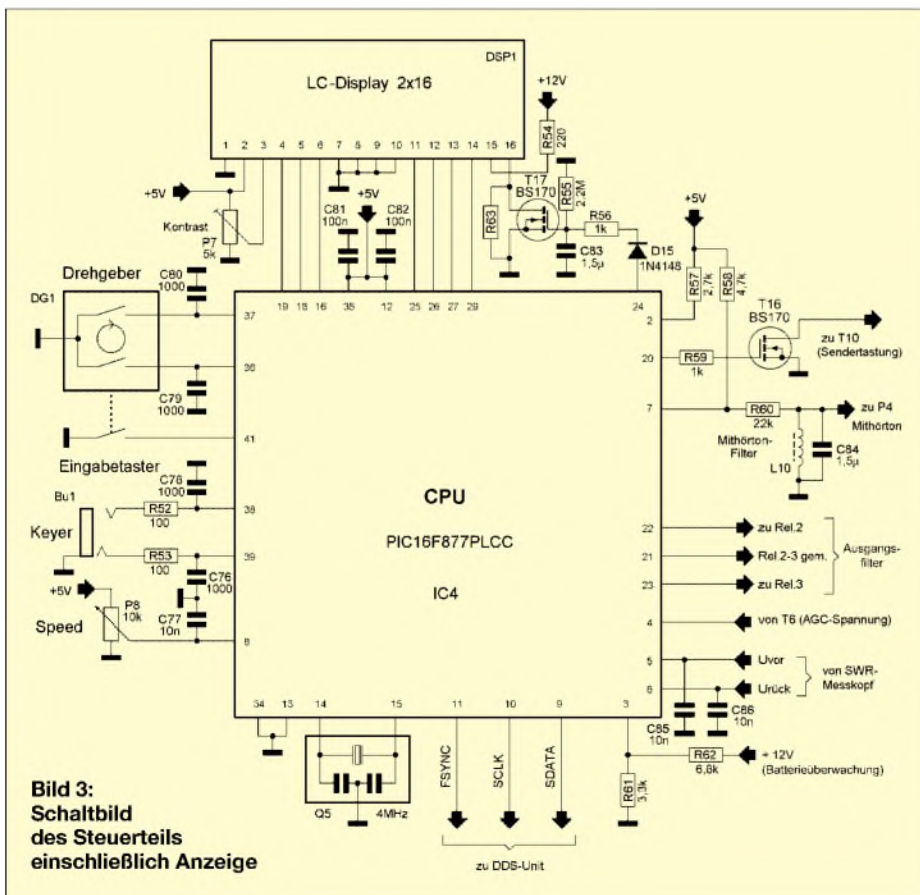 DSP1
LC-Display 2x16
1 2 3 4 5 6 7 8 9 10 11 12 13 14 15 16
+12V
R54
220
T17
BS170
R55
2,2M
R63
R56
1k
C83
1,5µ
D15
1N4148
+5V
Kontrast
P7
5k
C81
100n
+5V
C82
100n
+5V
R57
2,7k
R58
4,7k
T16
BS170
zu T10
(Sendertastung)
R59
1k
Drehgeber
DG1
C80
1000
C79
1000
Eingabetaster
C78
1000
Bu1
Keyer
R52
100
R53
100
C76
1000
C77
10n
+5V
P8
10k
Speed
19 18 16 35 12 25 26 27 29 24
37
36
41
38
39
8
2
20
7
22
21
23
4
5
6
CPU
PIC16F877PLCC
IC4
R60
22k
zu P4
Mithörton
Mithörton-
Filter
L10
C84
1,5µ
zu Rel.2
Rel.2-3 gem.
zu Rel.3
Ausgangs-
filter
von T6 (AGC-Spannung)
Uvor
Urück
von SWR-
Messkopf
C85
10n
C86
10n
34 13 14 15 11 10 9 3
Q5
4MHz
FSYNC
SCLK
SDATA
zu DDS-Unit
R61
3,3k
R62
6,8k
+ 12V
(Batterieüberwachung)
Bild 3:
Schaltbild
des Steuerteils
einschließlich Anzeige